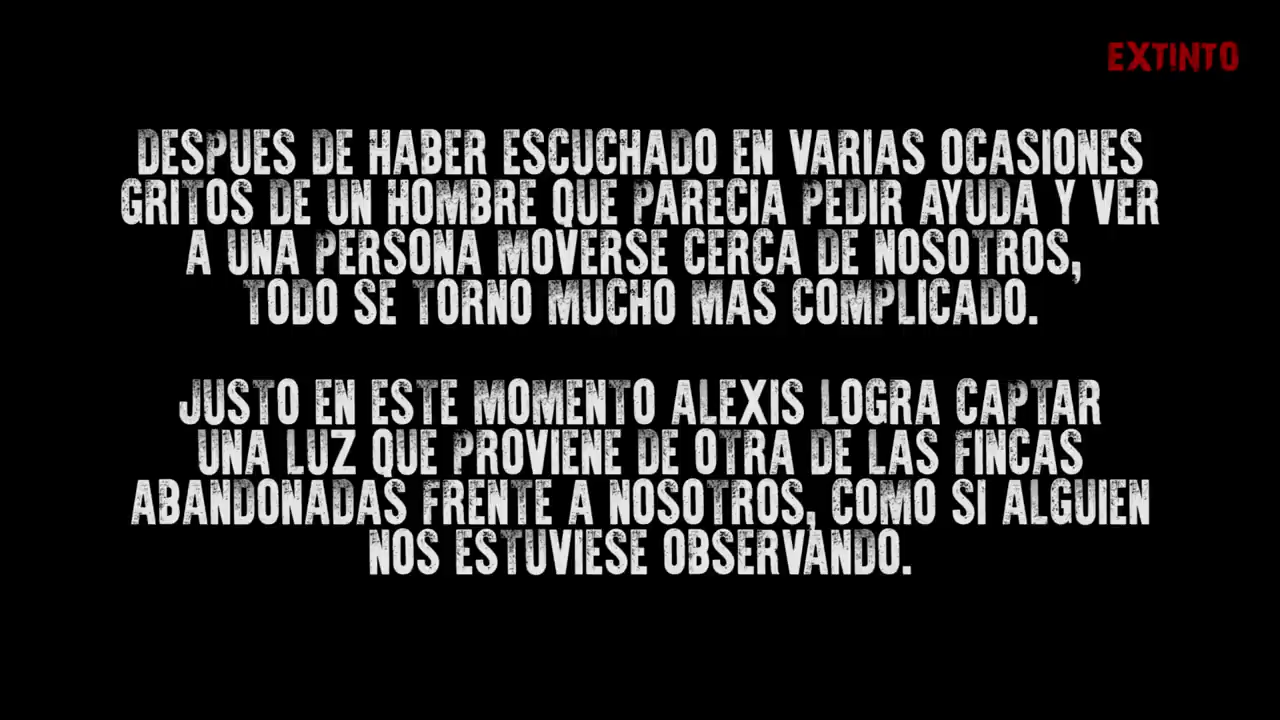 EXTINTO
DESPUES DE HABER ESCUCHADO EN VARIAS OCASIONES
GRITOS DE UN HOMBRE QUE PARECIA PEDIR AYUDA Y VER
A UNA PERSONA MOVERSE CERCA DE NOSOTROS,
TODO SE TORNO MUCHO MAS COMPLICADO.
JUSTO EN ESTE MOMENTO ALEXIS LOGRA CAPTAR
UNA LUZ QUE PROVIENE DE OTRA DE LAS FINCAS
ABANDONADAS FRENTE A NOSOTROS, COMO SI ALGUIEN
NOS ESTUVIESE OBSERVANDO.